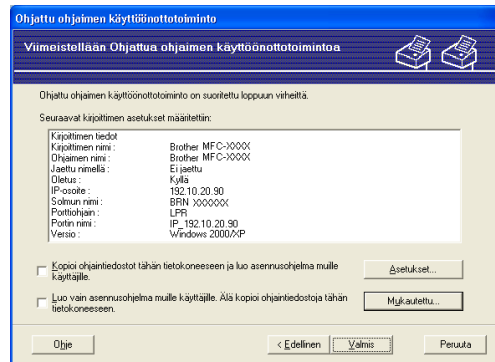 Ohjattu ohjaimen käyttöönottotoiminto
Viimeistellään Ohjattua ohjaimen käyttöönottotoimintoa
Ohjattu ohjaimen käyttöönottotoiminto on suoritettu loppuun virheittä.
Seuraavat kirjoittimen asetukset määritettiin:
Kirjoittimen tiedot
Kirjoittimen nimi : Brother MFC-XXXX
Ohjaimen nimi : Brother MFC-XXXX
Jaettu nimellä : Ei jaettu
Oletus : Kyllä
IP-osoite : 192.10.20.90
Solmun nimi : BRN XXXXXX
Porttiohjain : LPR
Portin nimi : IP_192.10.20.90
Versio : Windows 2000/XP
Kopioi ohjaintiedostot tähän tietokoneeseen ja luo asennusohjelma muille
käyttäjille.
Asetukset...
Luo vain asennusohjelma muille käyttäjille. Älä kopioi ohjaintiedostoja tähän
tietokoneeseen.
Mukautettu...
Ohje
< Edellinen
Valmis
Peruuta